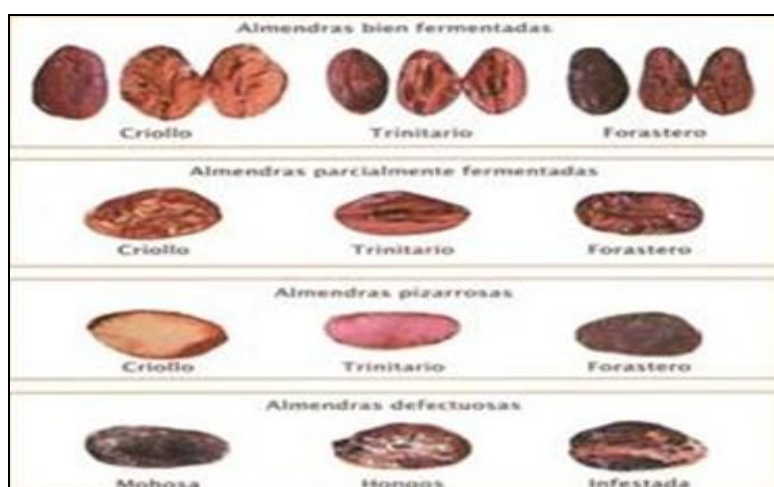 Almendras bien fermentadas
Criollo Trinitario Forastero
Almendras parcialmente fermentadas
Criollo Trinitario Forastero
Almendras pizarrosas
Criollo Trinitario Forastero
Almendras defectuosas
Mohosa Hongos Infestada